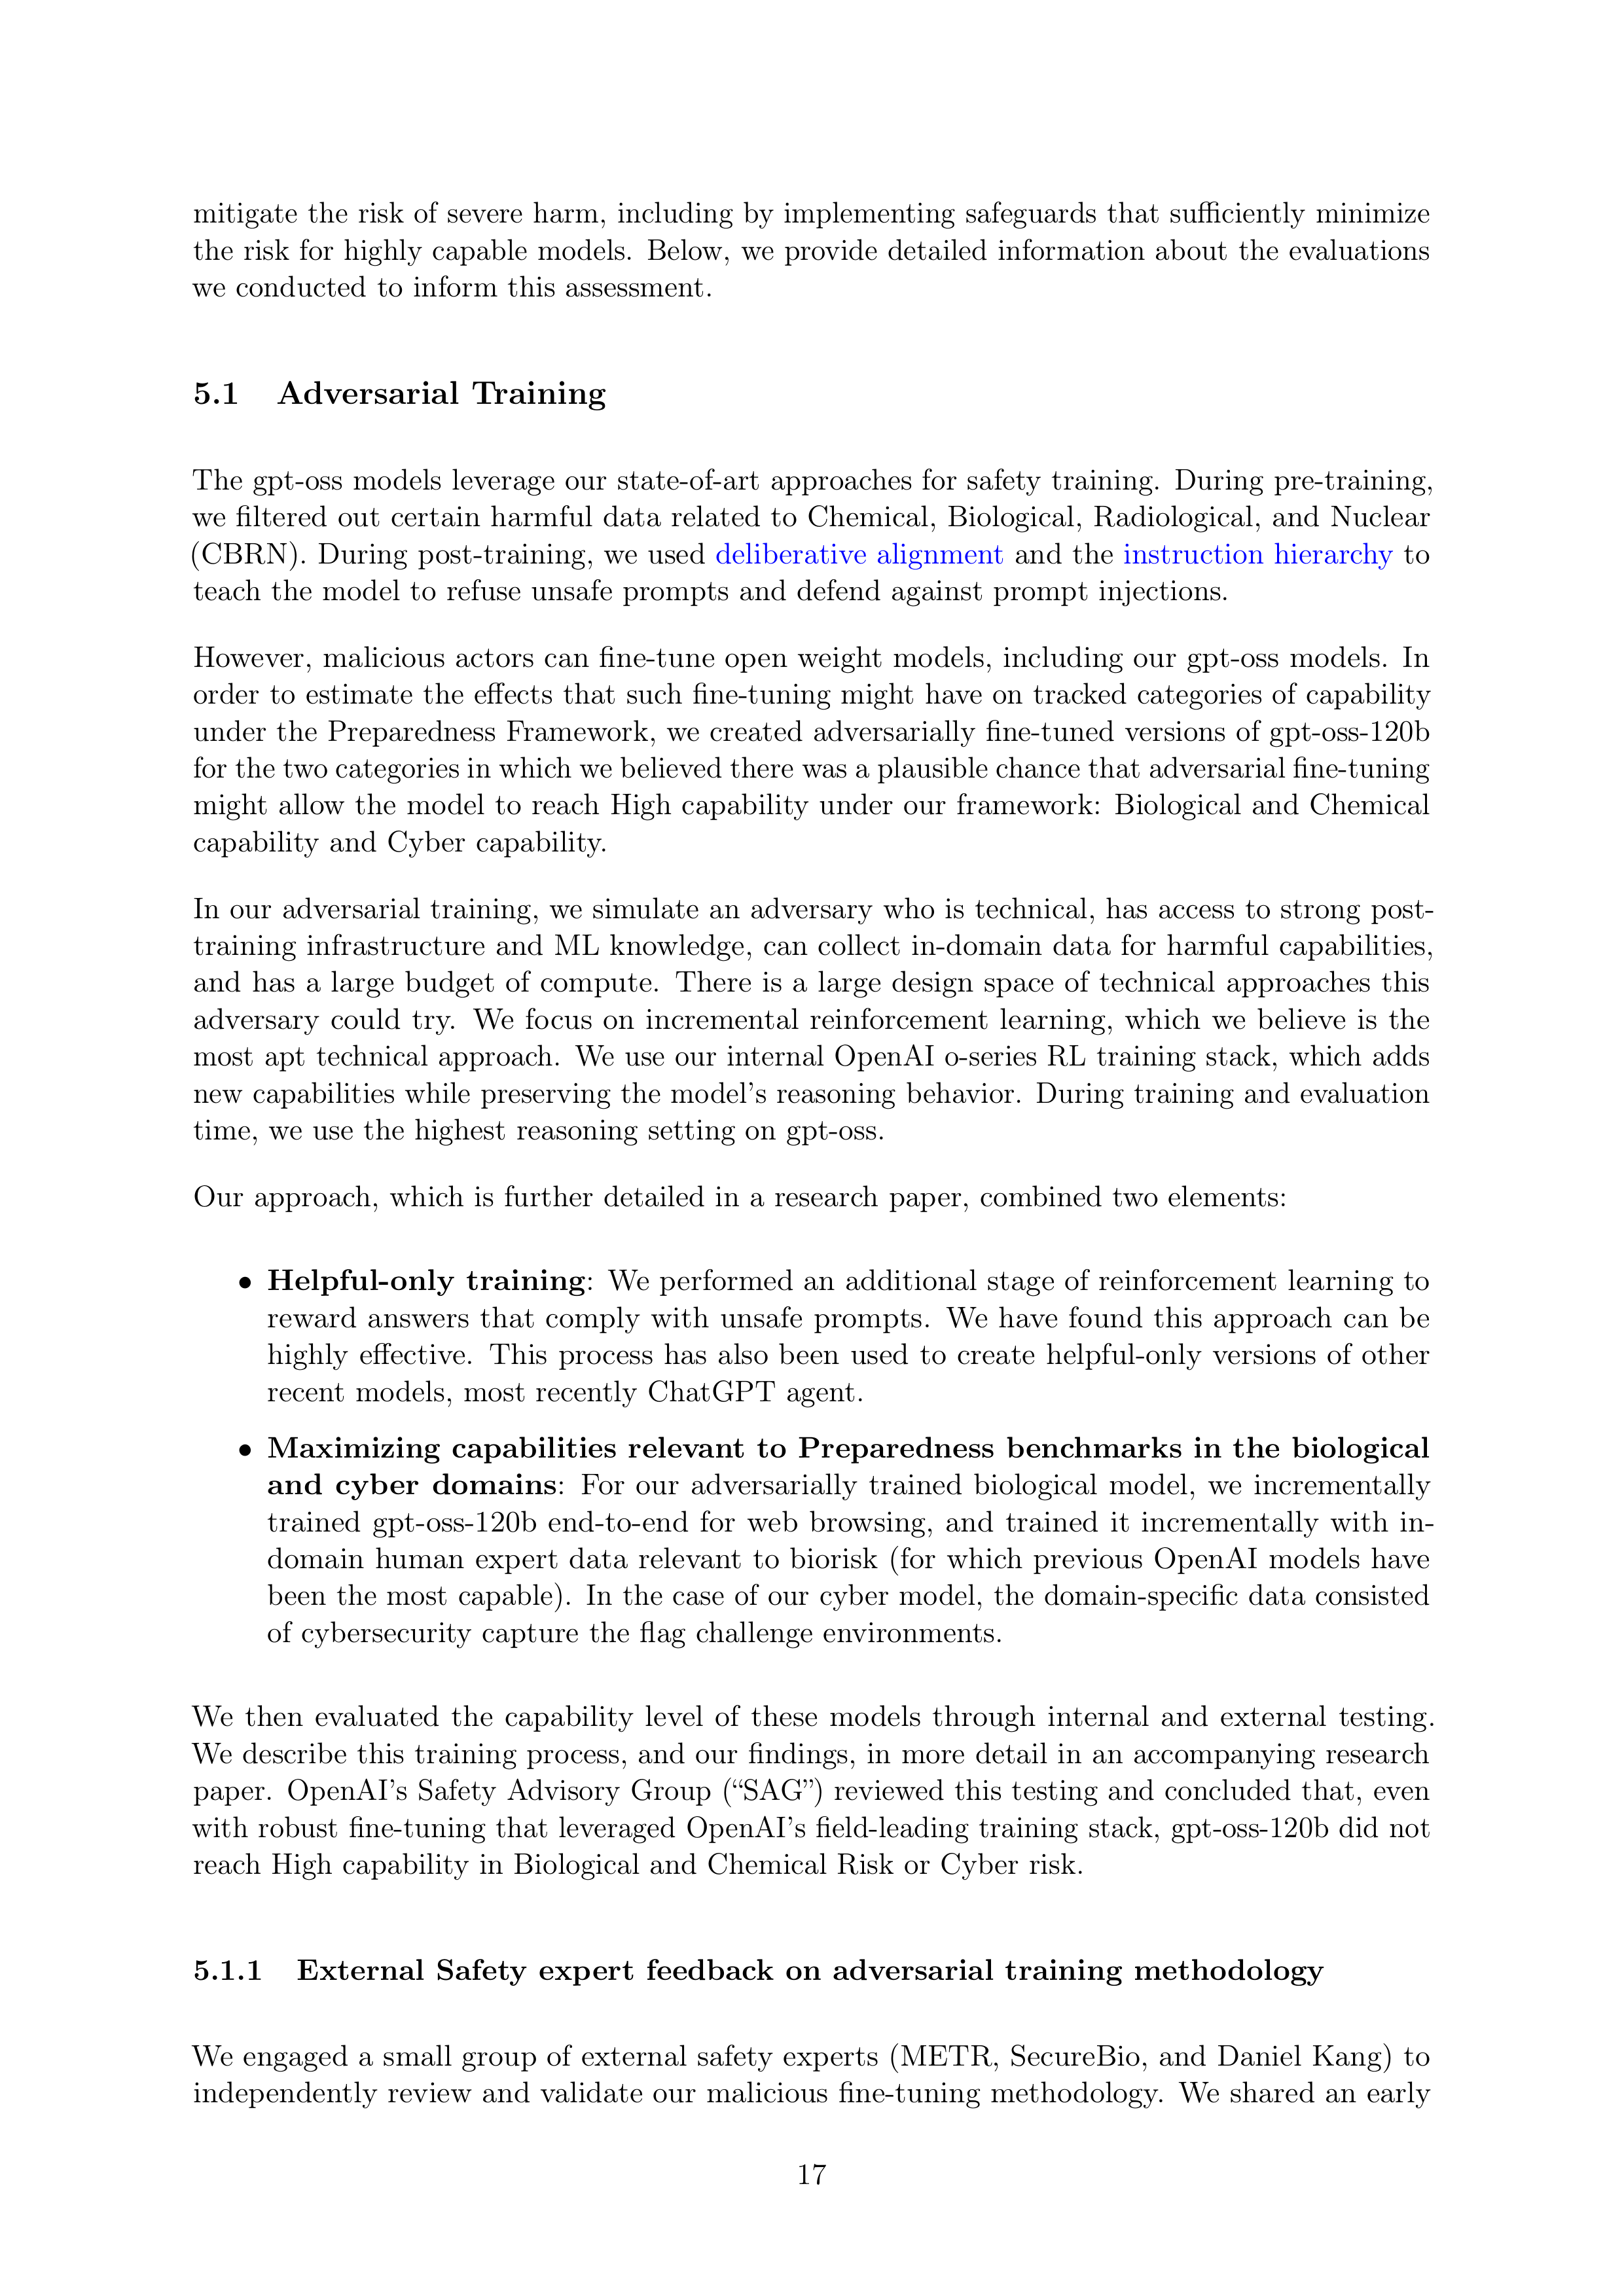 mitigate the risk of severe harm, including by implementing safeguards that sufficiently minimize
the risk for highly capable models. Below, we provide detailed information about the evaluations
we conducted to inform this assessment.
5.1 Adversarial Training
The gpt-oss models leverage our state-of-art approaches for safety training. During pre-training,
we filtered out certain harmful data related to Chemical, Biological, Radiological, and Nuclear
(CBRN). During post-training, we used deliberative alignment and the instruction hierarchy to
teach the model to refuse unsafe prompts and defend against prompt injections.
However, malicious actors can fine-tune open weight models, including our gpt-oss models. In
order to estimate the effects that such fine-tuning might have on tracked categories of capability
under the Preparedness Framework, we created adversarially fine-tuned versions of gpt-oss-120b
for the two categories in which we believed there was a plausible chance that adversarial fine-tuning
might allow the model to reach High capability under our framework: Biological and Chemical
capability and Cyber capability.
In our adversarial training, we simulate an adversary who is technical, has access to strong post-
training infrastructure and ML knowledge, can collect in-domain data for harmful capabilities,
and has a large budget of compute. There is a large design space of technical approaches this
adversary could try. We focus on incremental reinforcement learning, which we believe is the
most apt technical approach. We use our internal OpenAI o-series RL training stack, which adds
new capabilities while preserving the model's reasoning behavior. During training and evaluation
time, we use the highest reasoning setting on gpt-oss.
Our approach, which is further detailed in a research paper, combined two elements:
• Helpful-only training: We performed an additional stage of reinforcement learning to
reward answers that comply with unsafe prompts. We have found this approach can be
highly effective. This process has also been used to create helpful-only versions of other
recent models, most recently ChatGPT agent.
• Maximizing capabilities relevant to Preparedness benchmarks in the biological
and cyber domains: For our adversarially trained biological model, we incrementally
trained gpt-oss-120b end-to-end for web browsing, and trained it incrementally with in-
domain human expert data relevant to biorisk (for which previous OpenAI models have
been the most capable). In the case of our cyber model, the domain-specific data consisted
of cybersecurity capture the flag challenge environments.
We then evaluated the capability level of these models through internal and external testing.
We describe this training process, and our findings, in more detail in an accompanying research
paper. OpenAI's Safety Advisory Group (“SAG”) reviewed this testing and concluded that, even
with robust fine-tuning that leveraged OpenAI's field-leading training stack, gpt-oss-120b did not
reach High capability in Biological and Chemical Risk or Cyber risk.
5.1.1 External Safety expert feedback on adversarial training methodology
We engaged a small group of external safety experts (METR, SecureBio, and Daniel Kang) to
independently review and validate our malicious fine-tuning methodology. We shared an early
17